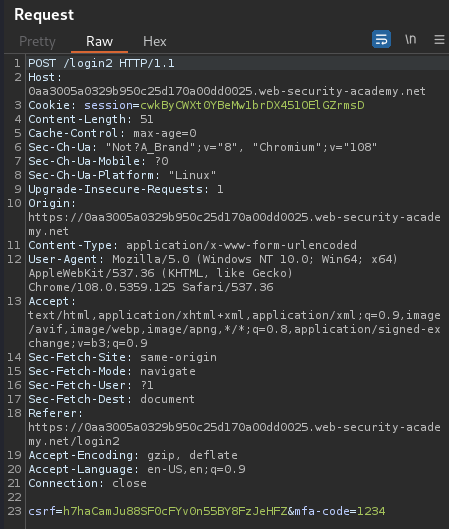 Request
Pretty Raw Hex \n
1 POST /login2 HTTP/1.1
2 Host:
0aa3005a0329b950c25d170a00dd0025.web-security-academy.net
3 Cookie: session=cwkByCWXt0YBeMw1brDX451OElGZrmsD
4 Content-Length: 51
5 Cache-Control: max-age=0
6 Sec-Ch-Ua: "Not?A_Brand";v="8", "Chromium";v="108"
7 Sec-Ch-Ua-Mobile: ?0
8 Sec-Ch-Ua-Platform: "Linux"
9 Upgrade-Insecure-Requests: 1
10 Origin:
https://0aa3005a0329b950c25d170a00dd0025.web-security-acade
my.net
11 Content-Type: application/x-www-form-urlencoded
12 User-Agent: Mozilla/5.0 (Windows NT 10.0; Win64; x64)
AppleWebKit/537.36 (KHTML, like Gecko)
Chrome/108.0.5359.125 Safari/537.36
13 Accept:
text/html,application/xhtml+xml,application/xml;q=0.9,image
/avif,image/webp,image/apng,*/*;q=0.8,application/signed-ex
change;v=b3;q=0.9
14 Sec-Fetch-Site: same-origin
15 Sec-Fetch-Mode: navigate
16 Sec-Fetch-User: ?1
17 Sec-Fetch-Dest: document
18 Referer:
https://0aa3005a0329b950c25d170a00dd0025.web-security-acade
my.net/login2
19 Accept-Encoding: gzip, deflate
20 Accept-Language: en-US,en;q=0.9
21 Connection: close
22
23 csrf=h7haCamJu88SF0cFYv0n55BY8FzJeHFZ&mfa-code=1234